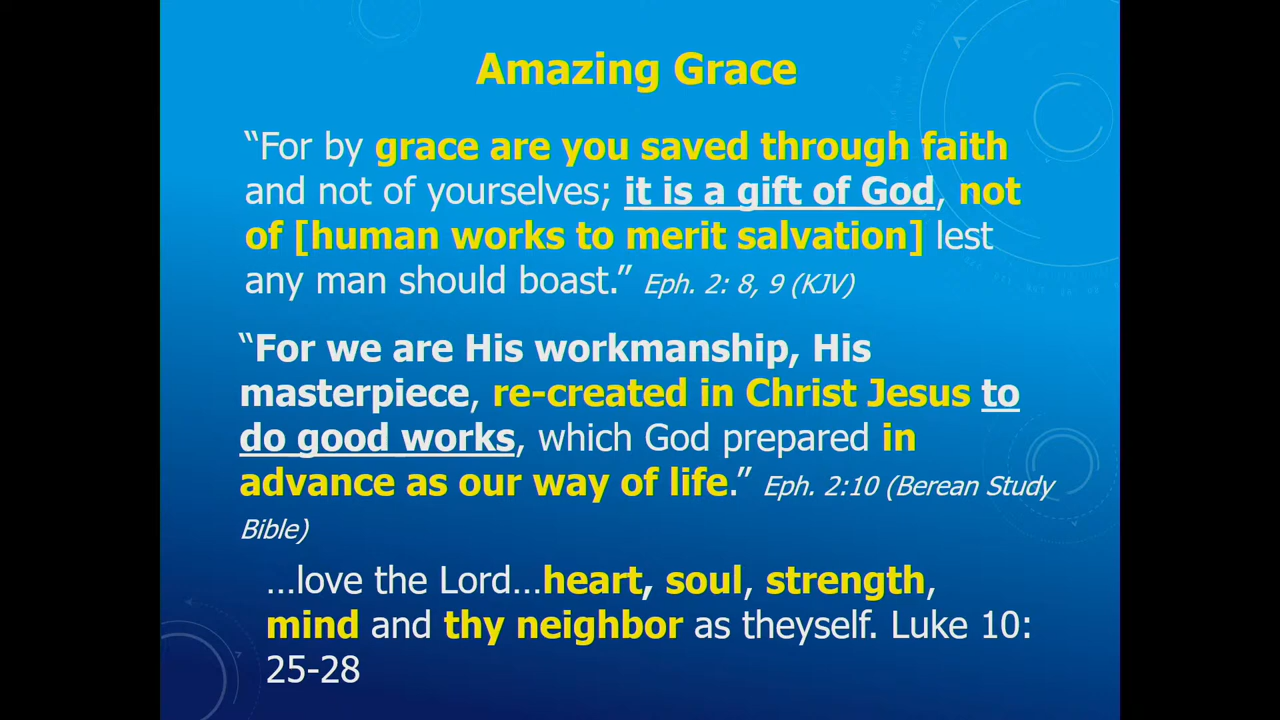 Amazing Grace
“For by grace are you saved through faith
and not of yourselves; it is a gift of God, not
of [human works to merit salvation] lest
any man should boast.” Eph. 2: 8, 9 (KJV)
“For we are His workmanship, His
masterpiece, re-created in Christ Jesus to
do good works, which God prepared in
advance as our way of life.” Eph. 2:10 (Berean Study
Bible)
…love the Lord…heart, soul, strength,
mind and thy neighbor as theyself. Luke 10:
25-28